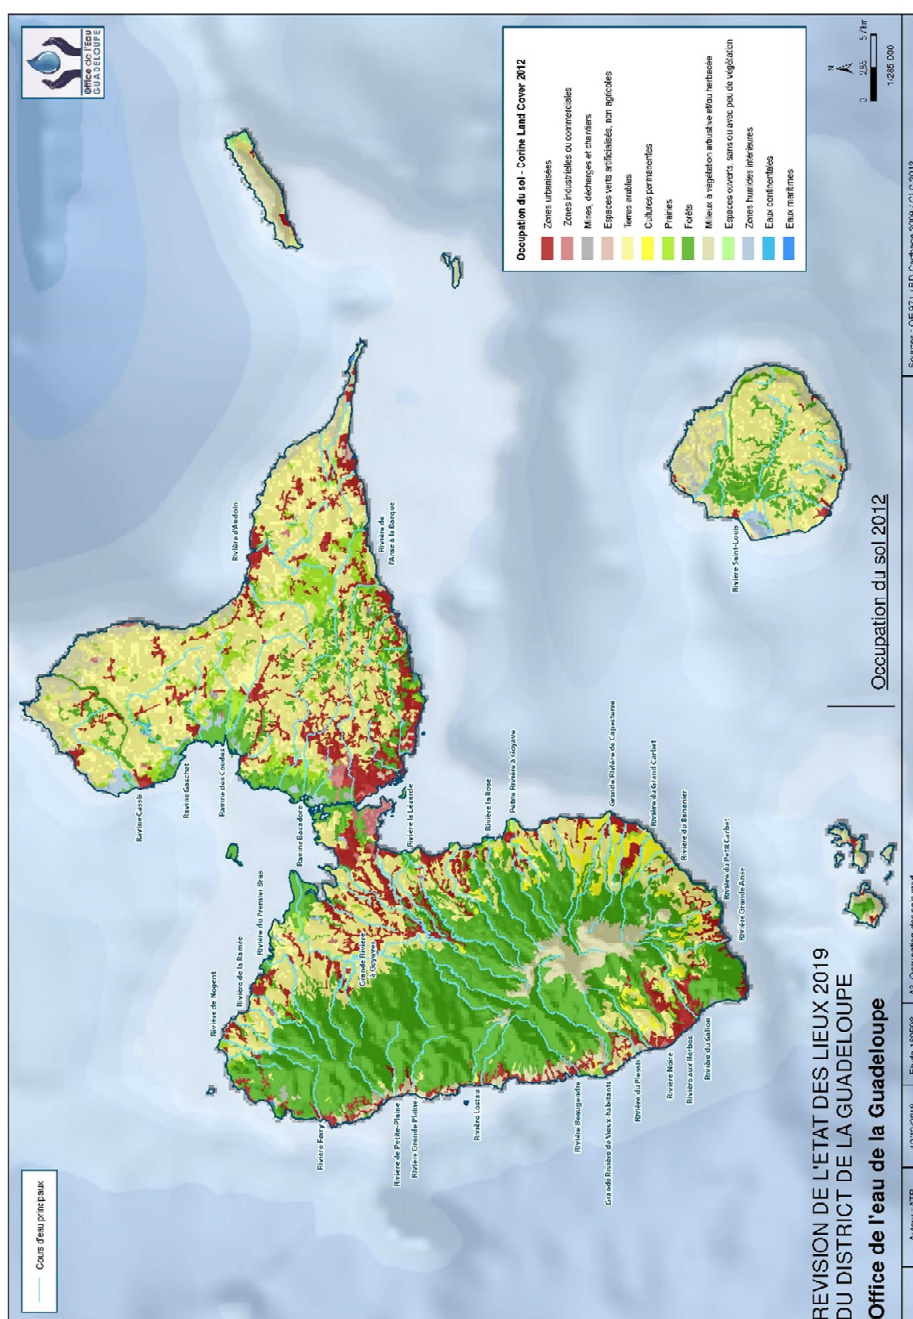 Office de l'Eau
GUADELOUPE
Occupation du sol - Corine Land Cover 2012
Zones urbanisées
Zones industrielles ou commerciales
Mines, décharges et chantiers
Espaces verts artificialisés, non agricoles
Terres arables
Cultures permanentes
Prairies
Forêts
Milieux à végétation arbustive et/ou herbacée
Espaces ouverts, sans ou avec peu de végétation
Zones humides intérieures
Eaux continentales
Eaux maritimes
N
0 2,85 5,7 km
1/285 000
Cours d'eau principaux
Rivière d'Audoin
Rivière de
l'Anse à la Barque
Ravine Cassis
Ravine Gaschet
Ravine des Coudes
Ravine Bacadore
Rivière du Premier Bras
Rivière de la Ramée
Rivière de Nogent
Grande Rivière
à Goyaves
Rivière la Lézarde
Rivière la Rose
Petite Rivière à Goyave
Grande Rivière de Capesterre
Rivière du Grand Carbet
Rivière du Bananier
Rivière du Petit Carbet
Rivière Grande Anse
Rivière Ferry
Rivière de Petite-Plaine
Rivière Grande Plaine
Rivière Lostau
Rivière Beaugendre
Grande Rivière de Vieux-habitants
Rivière du Plessis
Rivière Noire
Rivière aux Herbes
Rivière du Galion
Rivière Saint-Louis
REVISION DE L'ETAT DES LIEUX 2019
DU DISTRICT DE LA GUADELOUPE
Office de l'eau de la Guadeloupe
Occupation du sol 2012